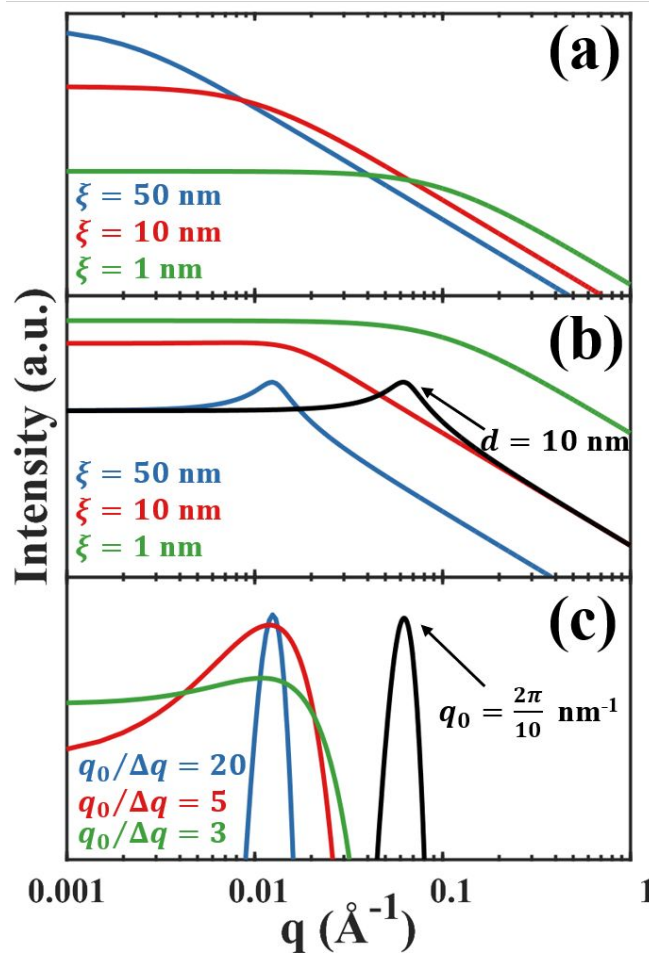 (a)
ξ = 50 nm
ξ = 10 nm
ξ = 1 nm
(b)
d = 10 nm
ξ = 50 nm
ξ = 10 nm
ξ = 1 nm
(c)
q₀ = 2π/10 nm⁻¹
q₀/Δq = 20
q₀/Δq = 5
q₀/Δq = 3
Intensity (a.u.)
0.001 0.01 0.1 1
q (Å⁻¹)